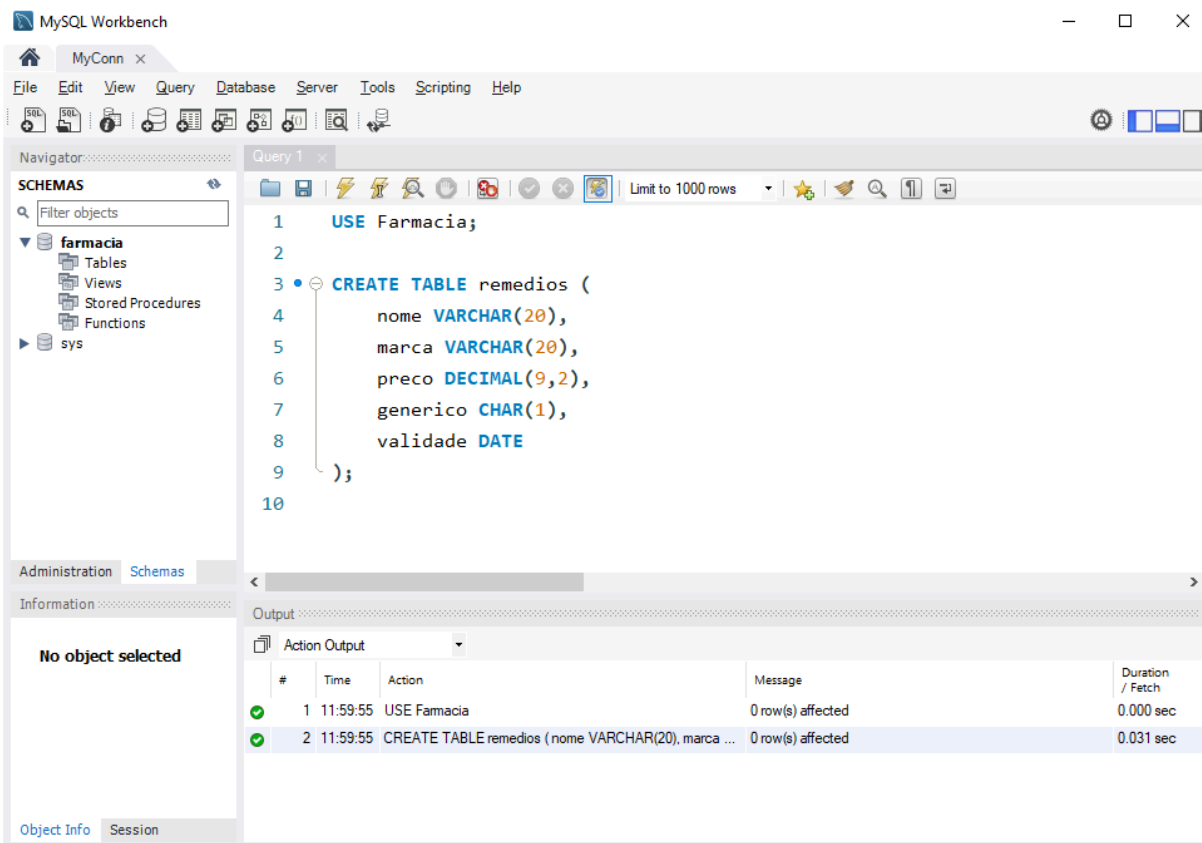 MySQL Workbench
MyConn
File Edit View Query Database Server Tools Scripting Help
Navigator
SCHEMAS
Filter objects
farmacia
Tables
Views
Stored Procedures
Functions
sys
Administration Schemas
Information
No object selected
Object Info Session
Query 1
Limit to 1000 rows
1 USE Farmacia;
2
3 CREATE TABLE remedios (
4 nome VARCHAR(20),
5 marca VARCHAR(20),
6 preco DECIMAL(9,2),
7 generico CHAR(1),
8 validade DATE
9 );
10
Output
Action Output
# Time Action Message Duration / Fetch
1 11:59:55 USE Farmacia 0 row(s) affected 0.000 sec
2 11:59:55 CREATE TABLE remedios ( nome VARCHAR(20), marca ... 0 row(s) affected 0.031 sec